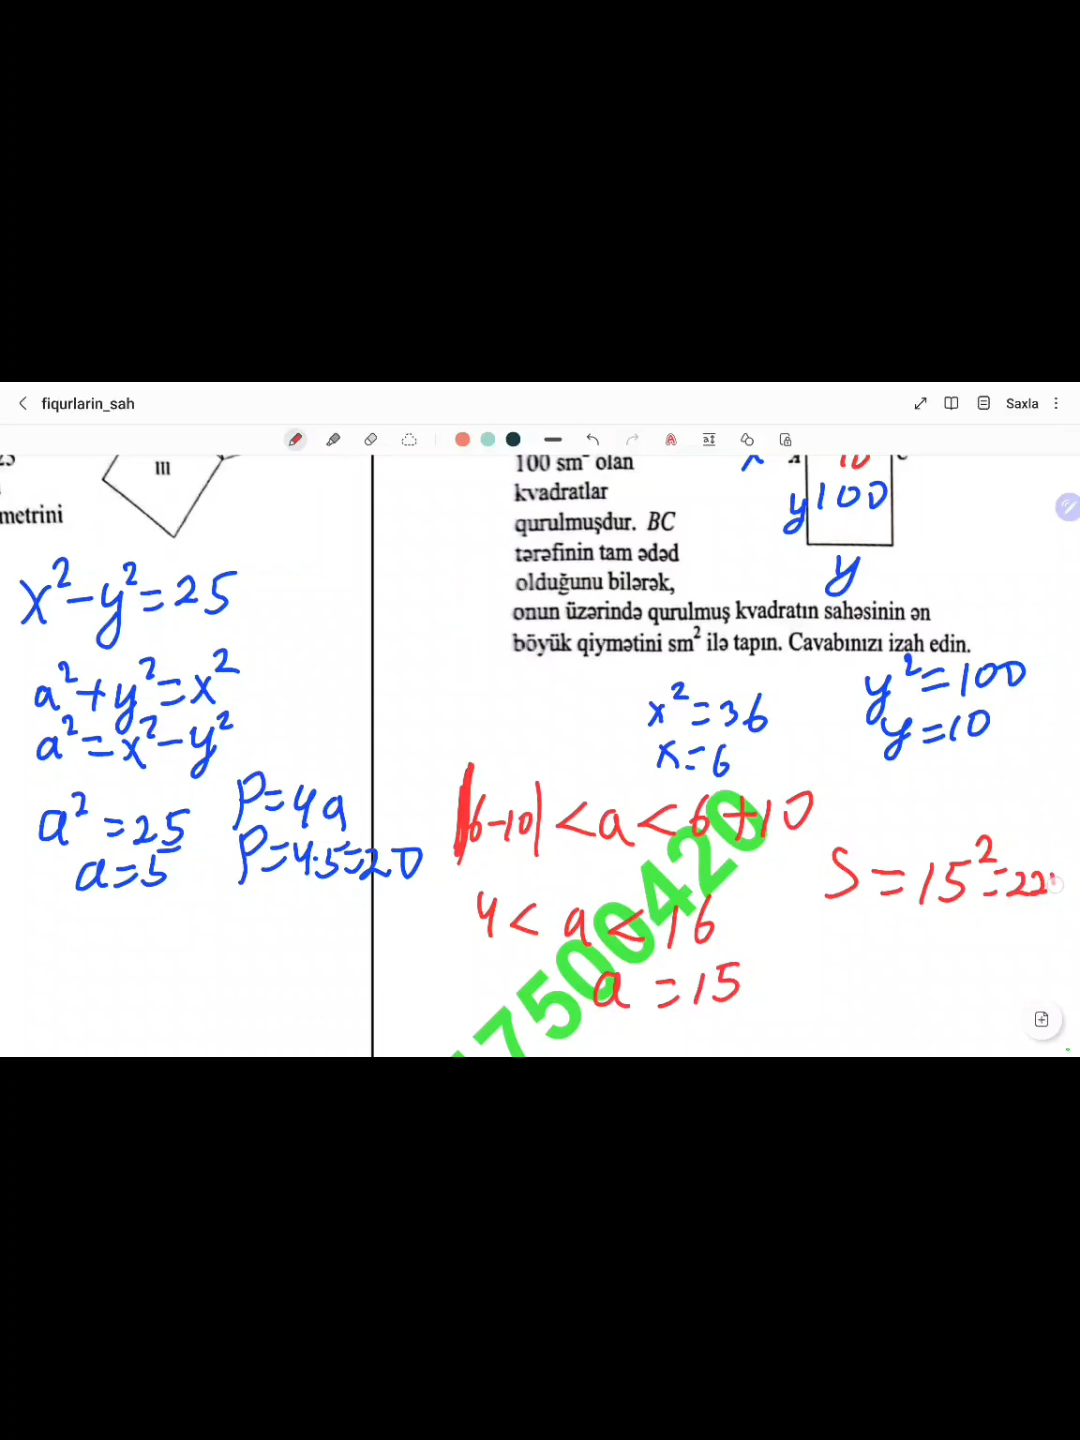 fiqurlarin_sah
Saxla
III
metrini
x²-y²=25
a²+y²=x²
a²=x²-y²
a²=25
a=5
P=4a
P=4·5=20
100 sm² olan
kvadratlar
qurulmuşdur. BC
tərəfinin tam ədəd
olduğunu bilərək,
onun üzərində qurulmuş kvadratın sahəsinin ən
böyük qiymətini sm² ilə tapın. Cavabınızı izah edin.
x A 10 C
y 100
y
x²=36
x=6
y²=100
y=10
|6-10|<a<6+10
4<a<16
a=15
S=15²=22
7500420